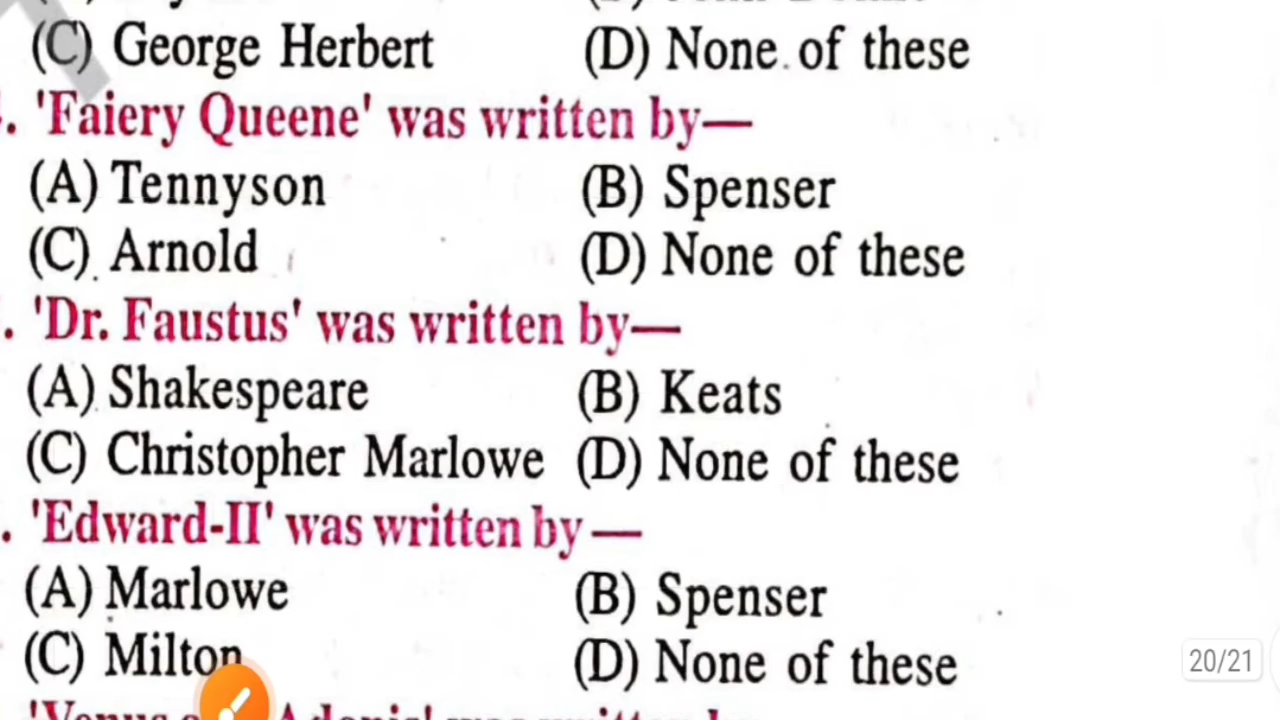 (C) George Herbert (D) None of these
. 'Faiery Queene' was written by—
(A) Tennyson (B) Spenser
(C) Arnold (D) None of these
. 'Dr. Faustus' was written by—
(A) Shakespeare (B) Keats
(C) Christopher Marlowe (D) None of these
. 'Edward-II' was written by—
(A) Marlowe (B) Spenser
(C) Milton (D) None of these
20/21